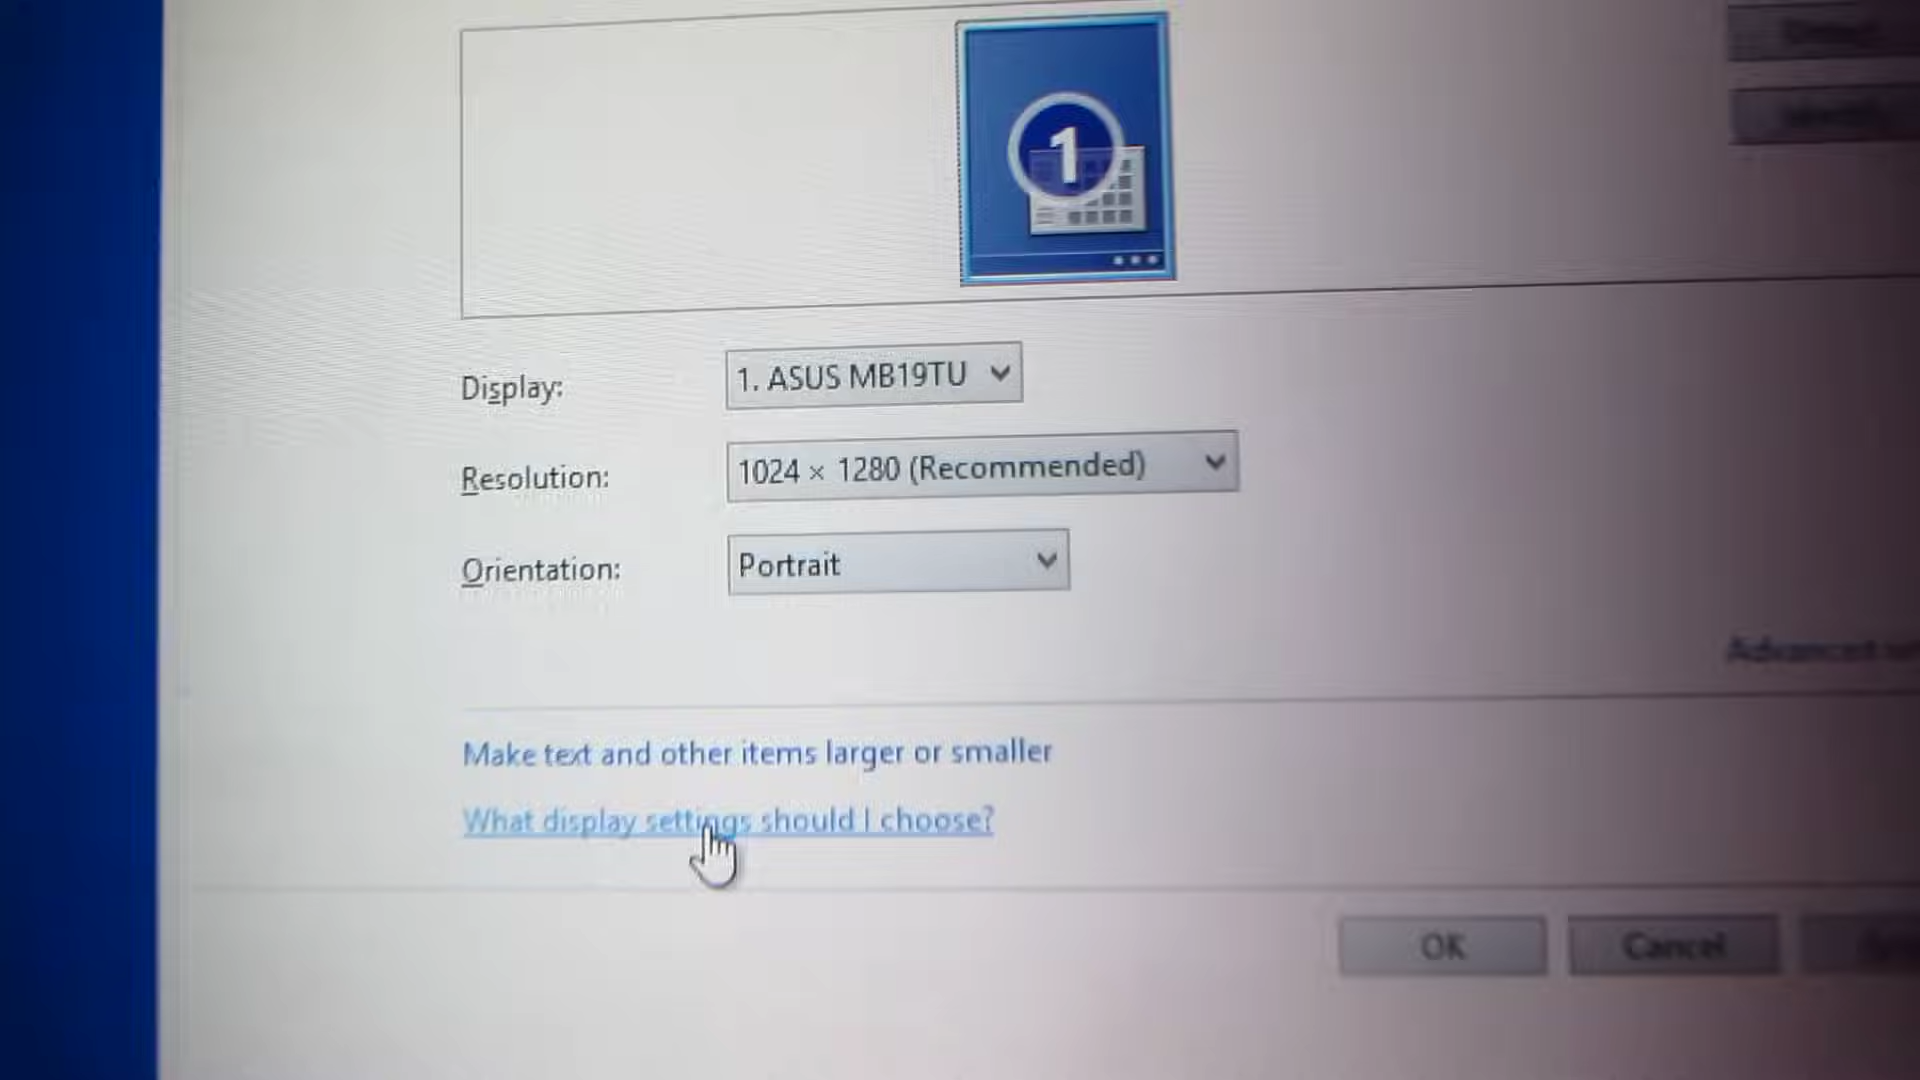 1
Display:
1. ASUS MB19TU
Resolution:
1024 × 1280 (Recommended)
Orientation:
Portrait
Advanced
Make text and other items larger or smaller
What display settings should I choose?
OK
Cancel